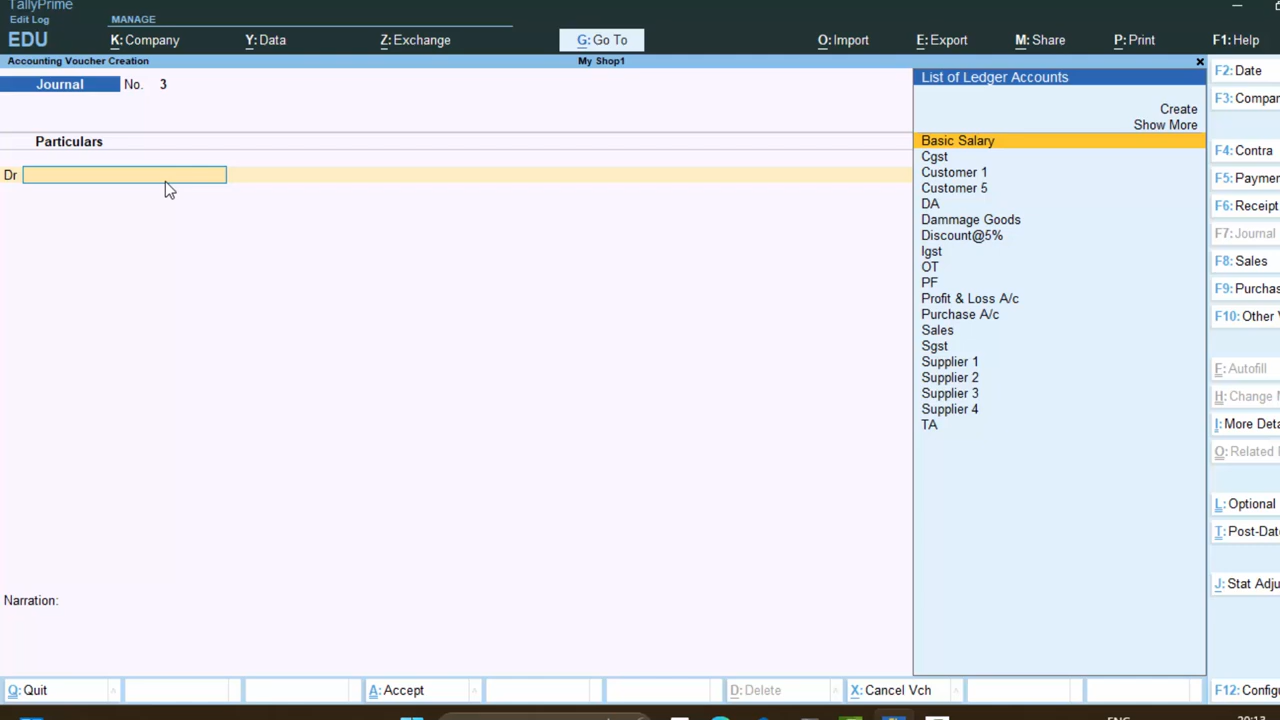 TallyPrime
Edit Log
MANAGE
EDU
K: Company
Y: Data
Z: Exchange
G: Go To
O: Import
E: Export
M: Share
P: Print
F1: Help
Accounting Voucher Creation
My Shop1
Journal No. 3
Particulars
Dr
List of Ledger Accounts
Create
Show More
Basic Salary
Cgst
Customer 1
Customer 5
DA
Dammage Goods
Discount@5%
Igst
OT
PF
Profit & Loss A/c
Purchase A/c
Sales
Sgst
Supplier 1
Supplier 2
Supplier 3
Supplier 4
TA
F2: Date
F3: Compan
F4: Contra
F5: Paymen
F6: Receipt
F7: Journal
F8: Sales
F9: Purchas
F10: Other V
F: Autofill
H: Change M
I: More Deta
O: Related
L: Optional
T: Post-Dat
J: Stat Adju
Narration:
Q: Quit
A: Accept
D: Delete
X: Cancel Vch
F12: Config